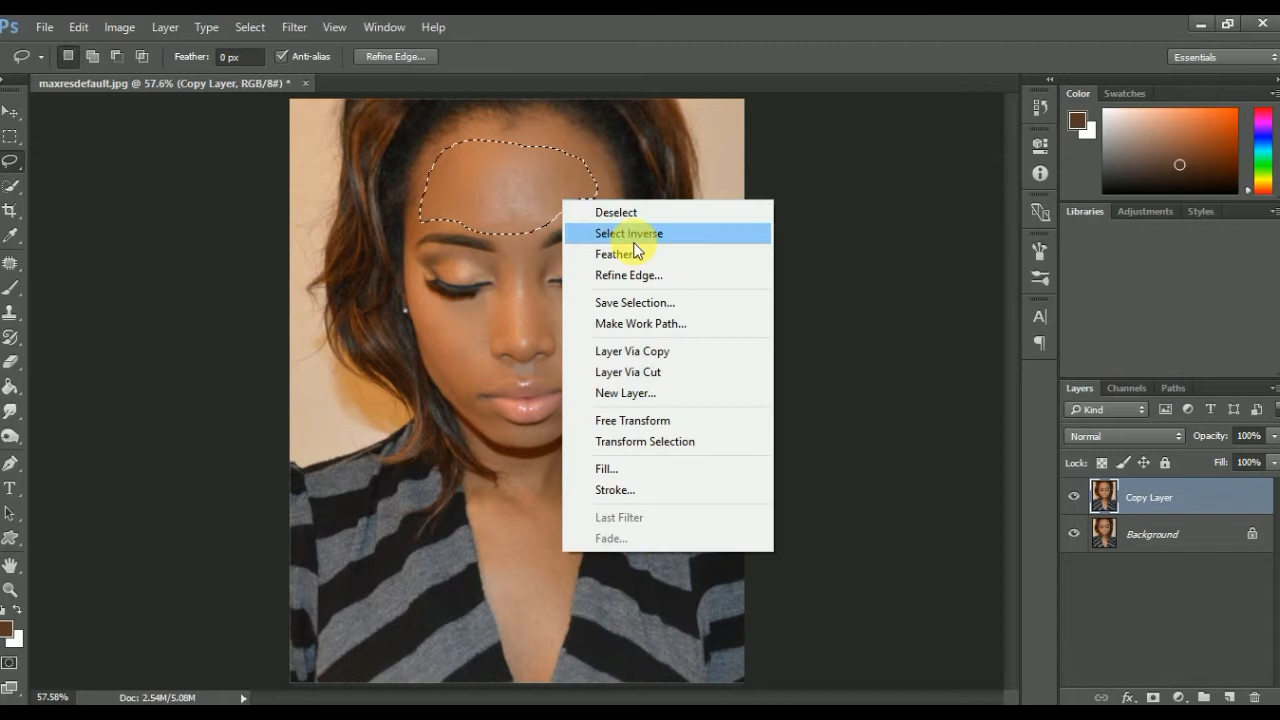 Ps File Edit Image Layer Type Select Filter View Window Help
Feather: 0 px Anti-alias Refine Edge... Essentials
maxresdefault.jpg @ 57.6% (Copy Layer, RGB/8#) * ×
Color Swatches
Deselect
Select Inverse
Feather...
Refine Edge...
Save Selection...
Make Work Path...
Layer Via Copy
Layer Via Cut
New Layer...
Free Transform
Transform Selection
Fill...
Stroke...
Last Filter
Fade...
Libraries Adjustments Styles
Layers Channels Paths
Kind
Normal Opacity: 100%
Lock: Fill: 100%
Copy Layer
Background
57.58% Doc: 2.54M/5.08M